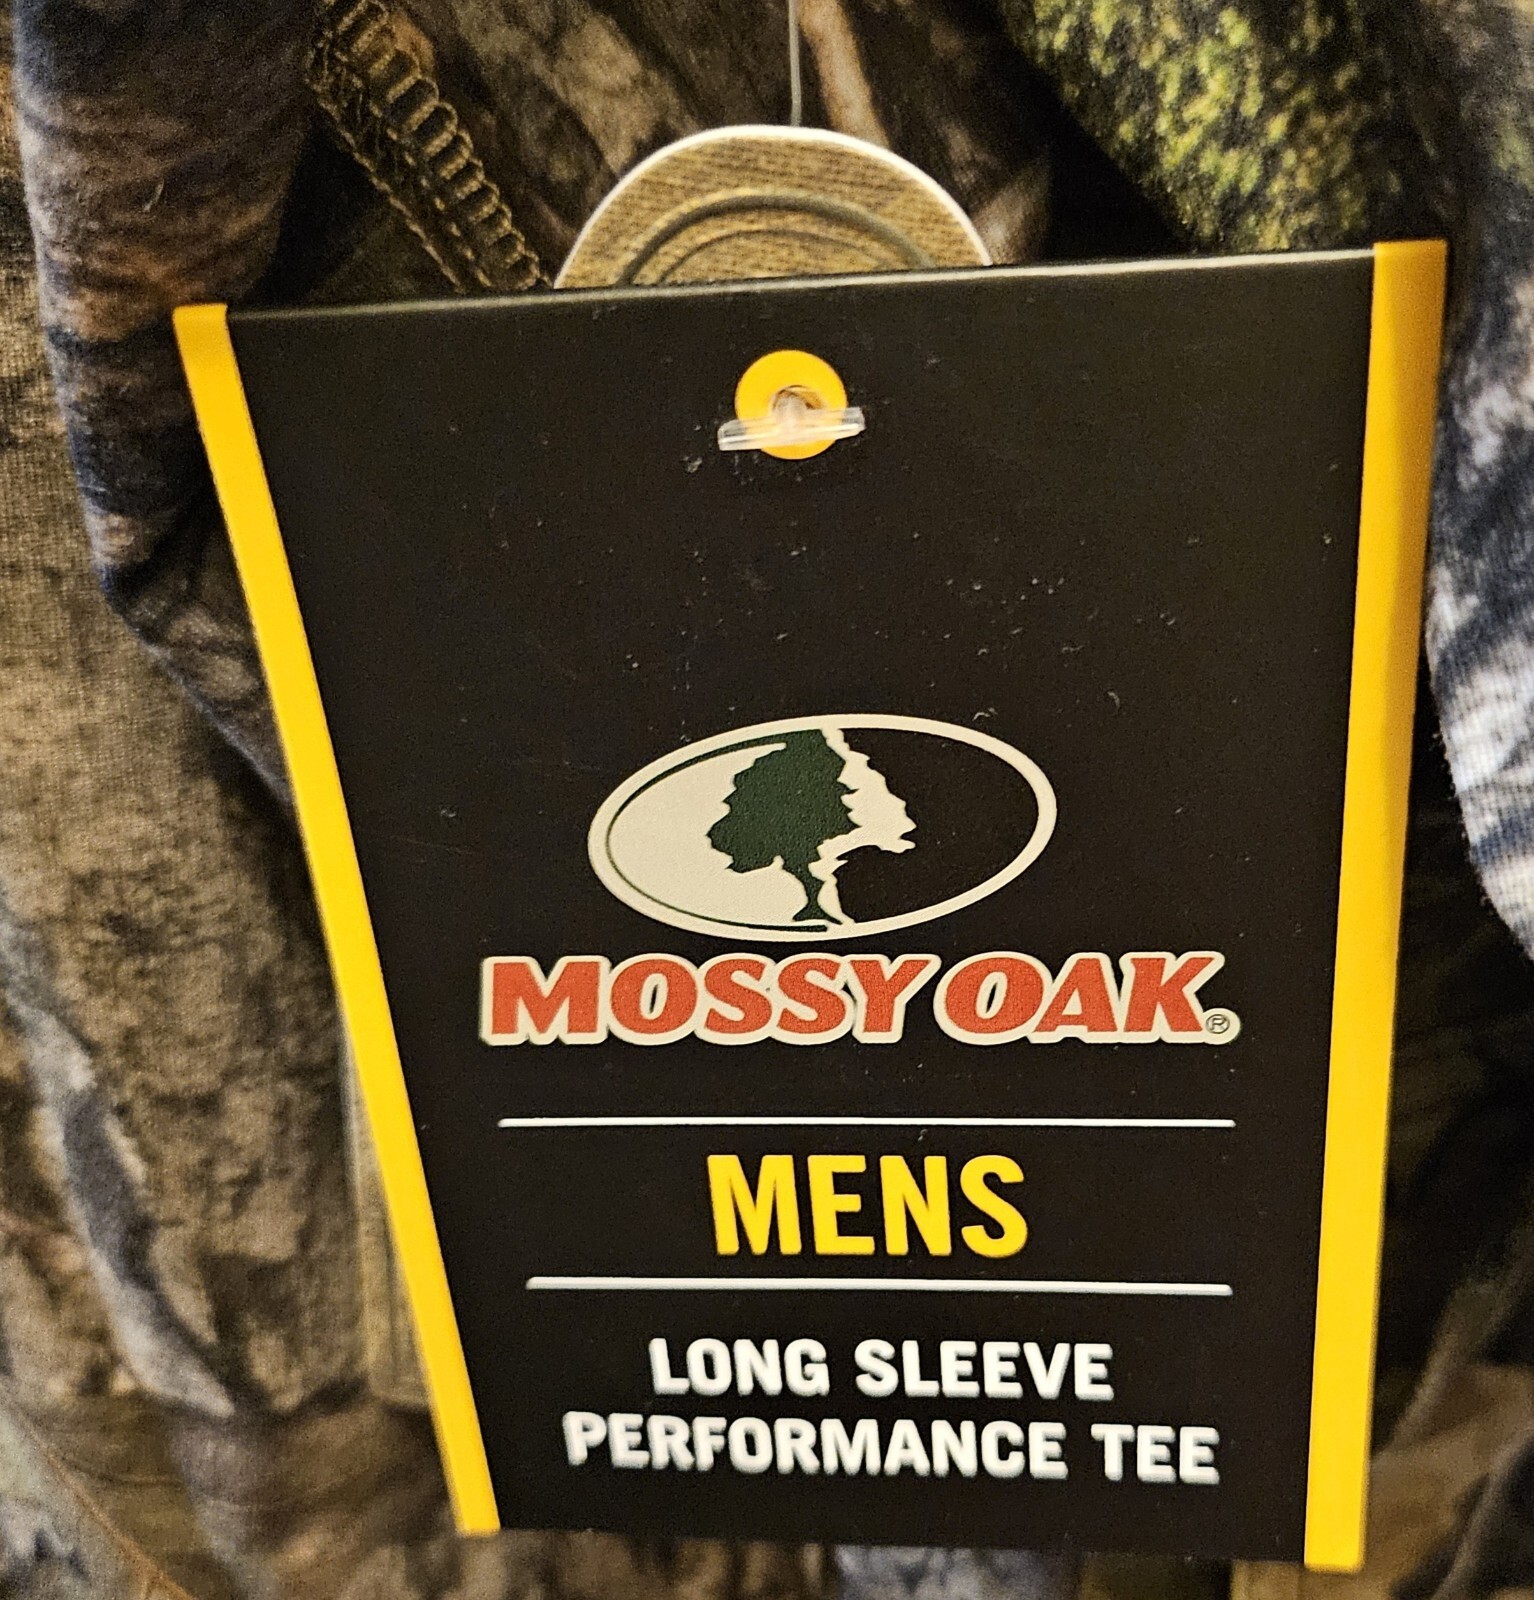 MOSSY OAK®
MENS
LONG SLEEVE
PERFORMANCE TEE